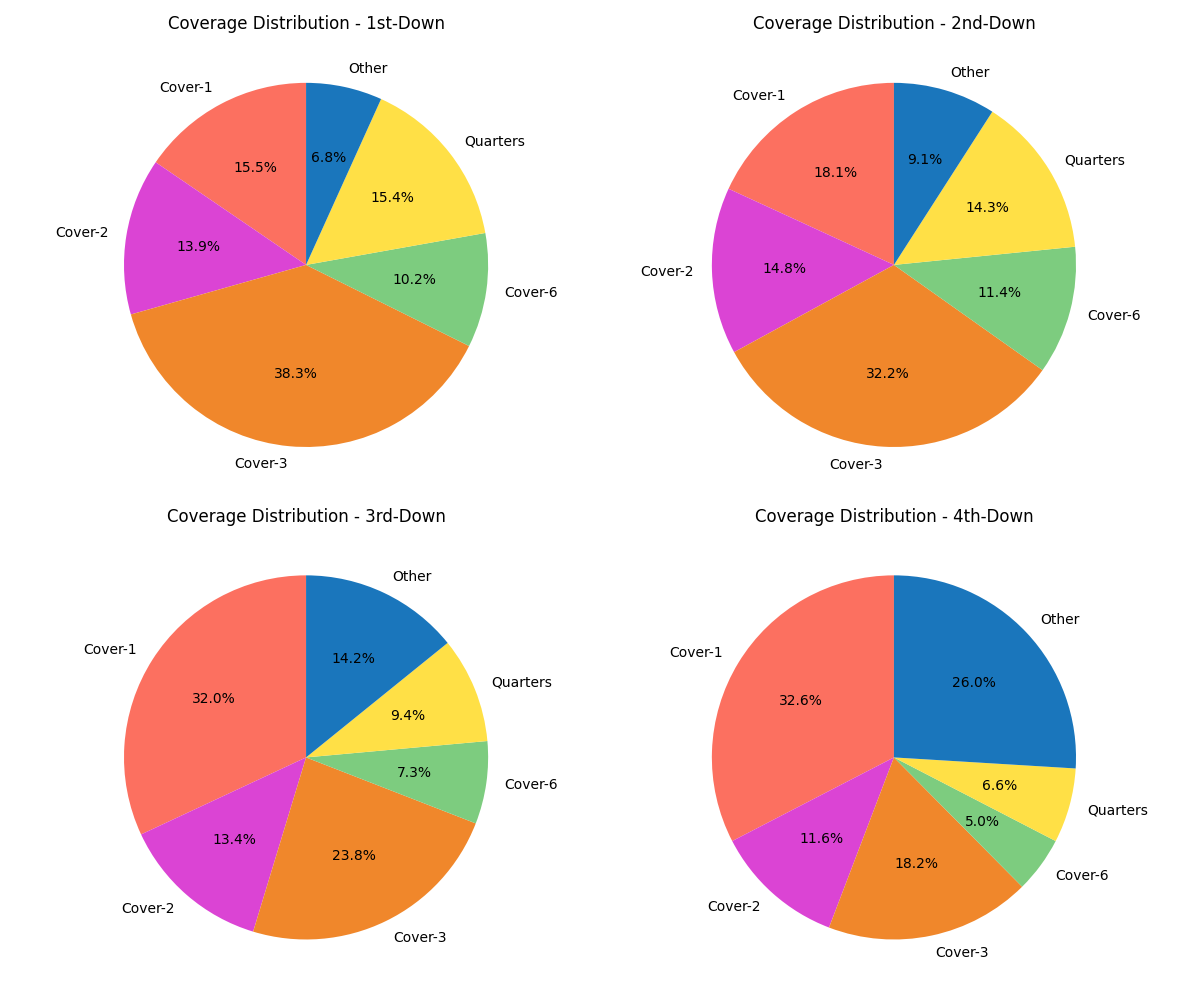 Coverage Distribution - 1st-Down
Other
Cover-1
Quarters
6.8%
15.5%
15.4%
Cover-2
13.9%
10.2%
Cover-6
38.3%
Cover-3
Coverage Distribution - 2nd-Down
Other
Cover-1
Quarters
9.1%
18.1%
14.3%
Cover-2
14.8%
11.4%
Cover-6
32.2%
Cover-3
Coverage Distribution - 3rd-Down
Other
Cover-1
14.2%
Quarters
32.0%
9.4%
7.3%
Cover-6
13.4%
23.8%
Cover-2
Cover-3
Coverage Distribution - 4th-Down
Other
Cover-1
26.0%
32.6%
6.6%
Quarters
5.0%
11.6%
18.2%
Cover-6
Cover-2
Cover-3